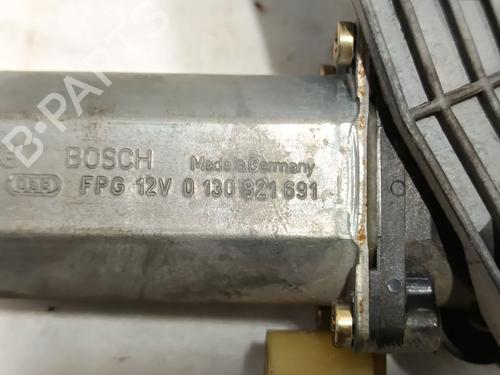 BOSCH Made in Germany
FPG 12V 0 130 821 691
B-PARTS